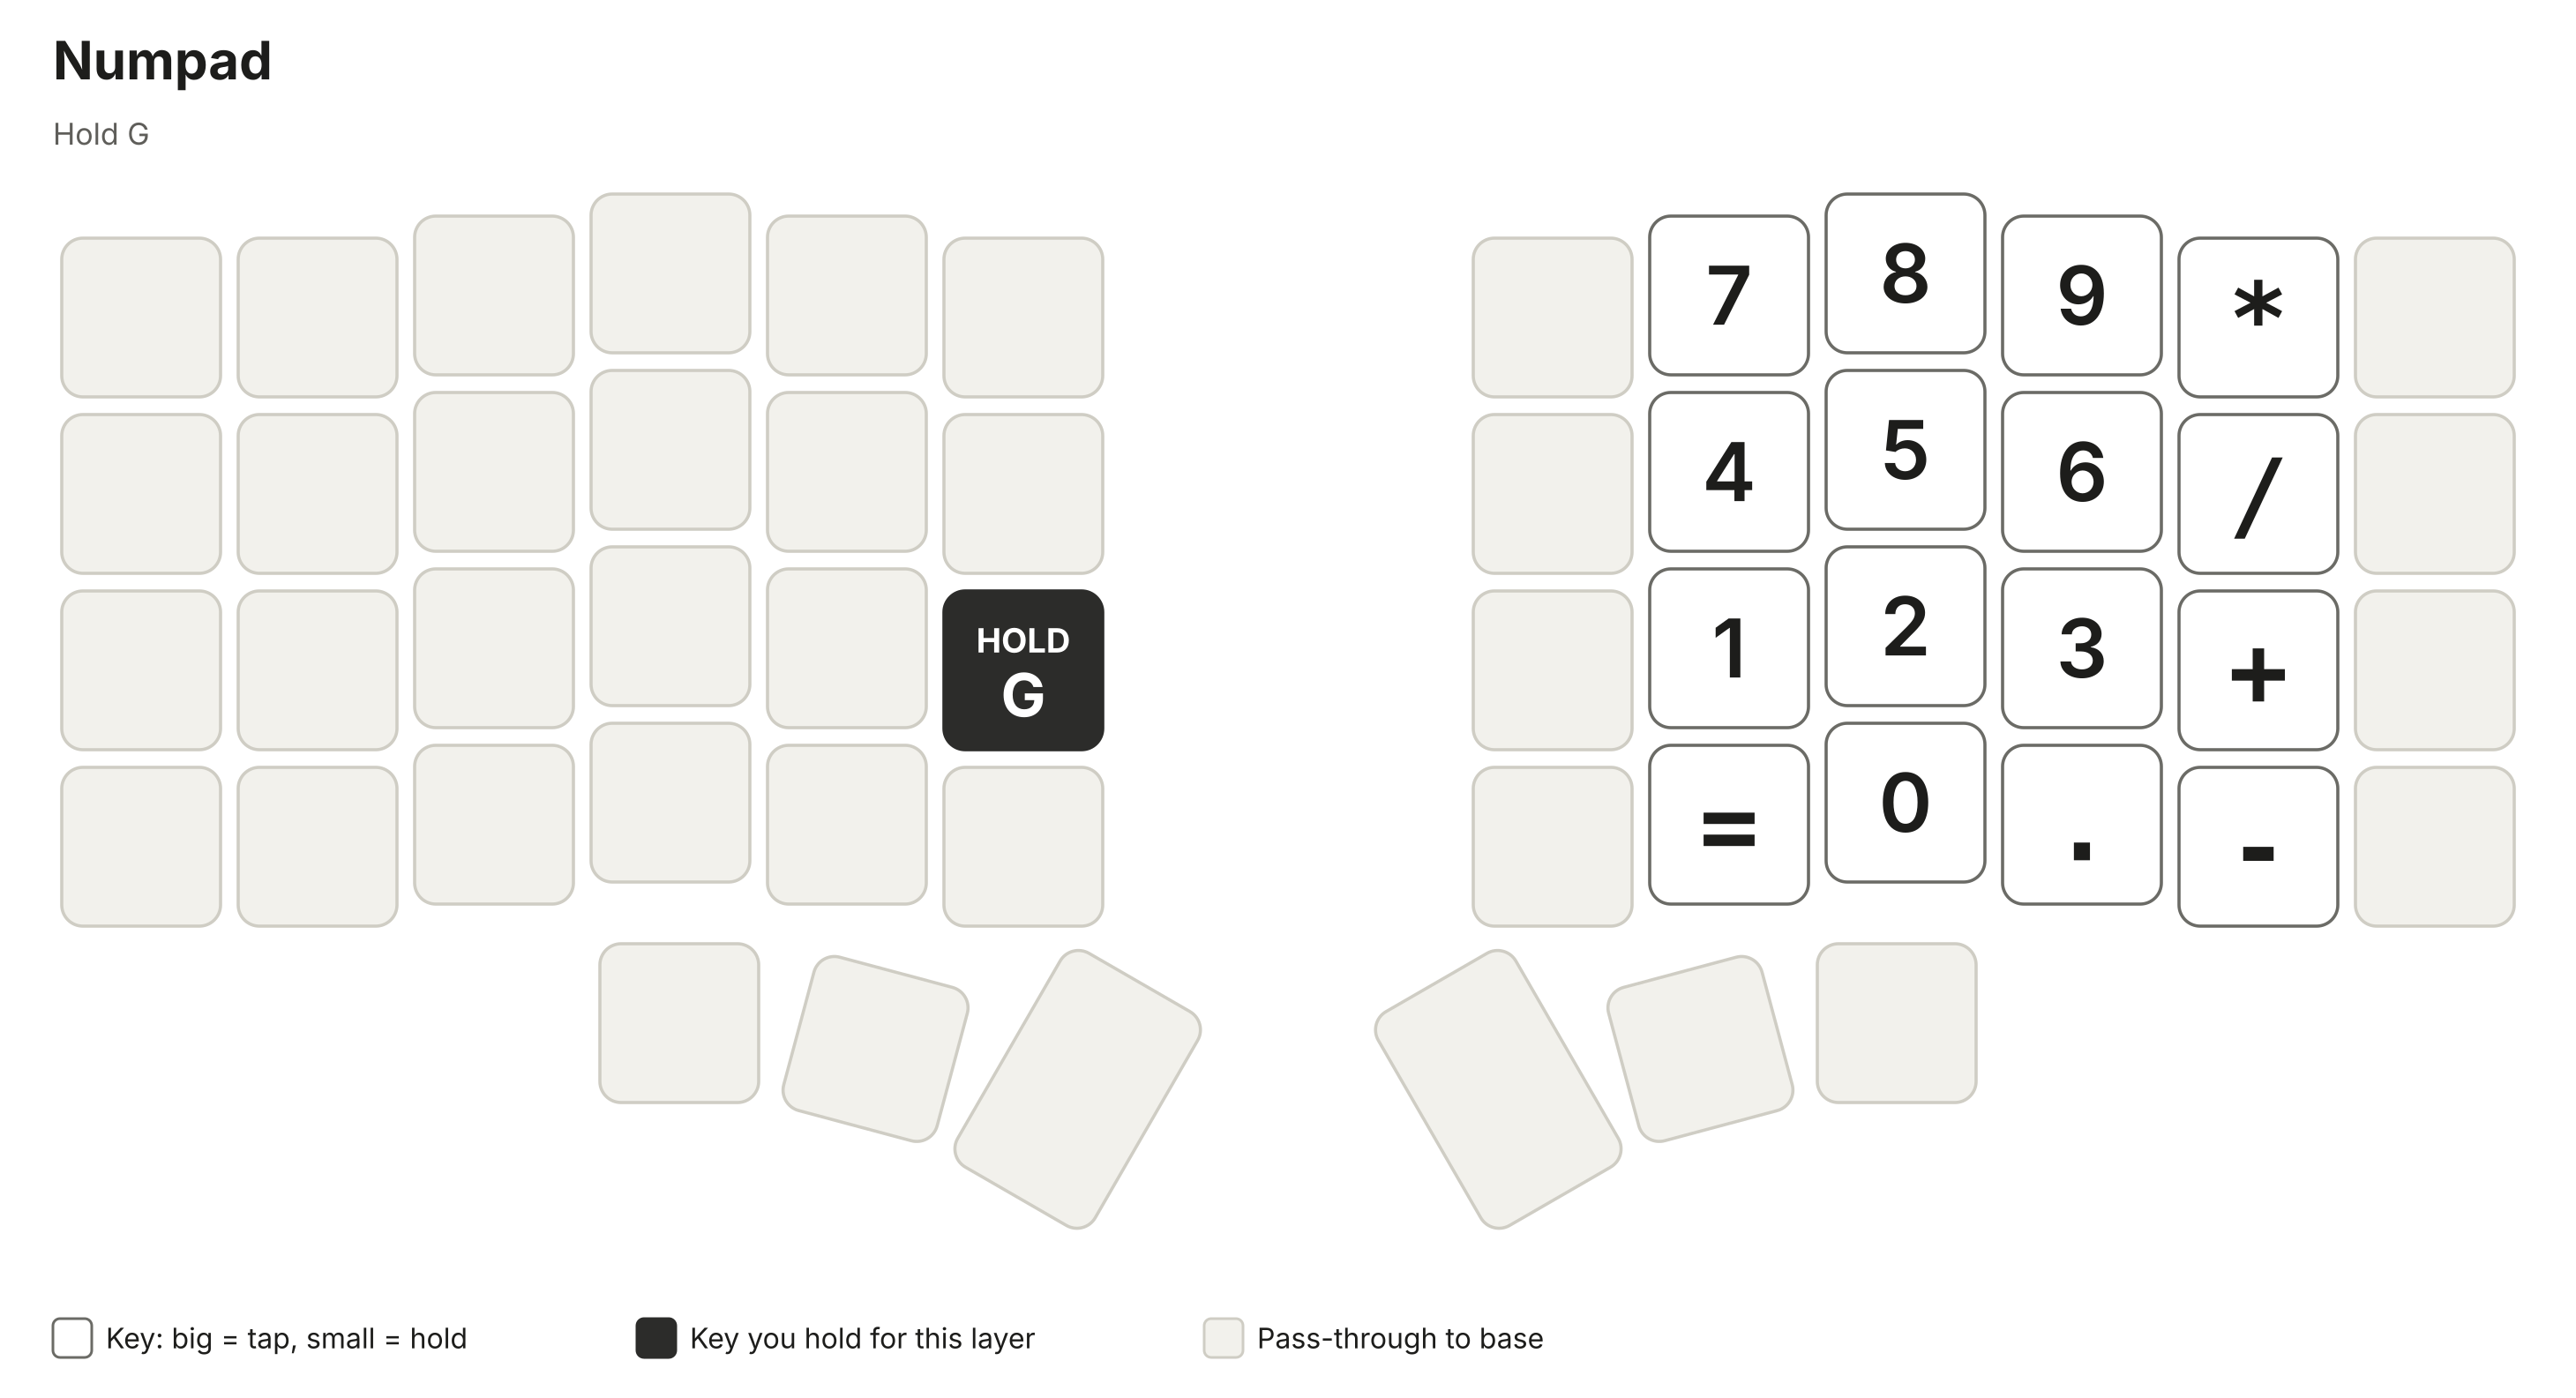 Numpad
Hold G
7 8 9 *
4 5 6 /
HOLD
G
1 2 3 +
= 0 . -
Key: big = tap, small = hold
Key you hold for this layer
Pass-through to base